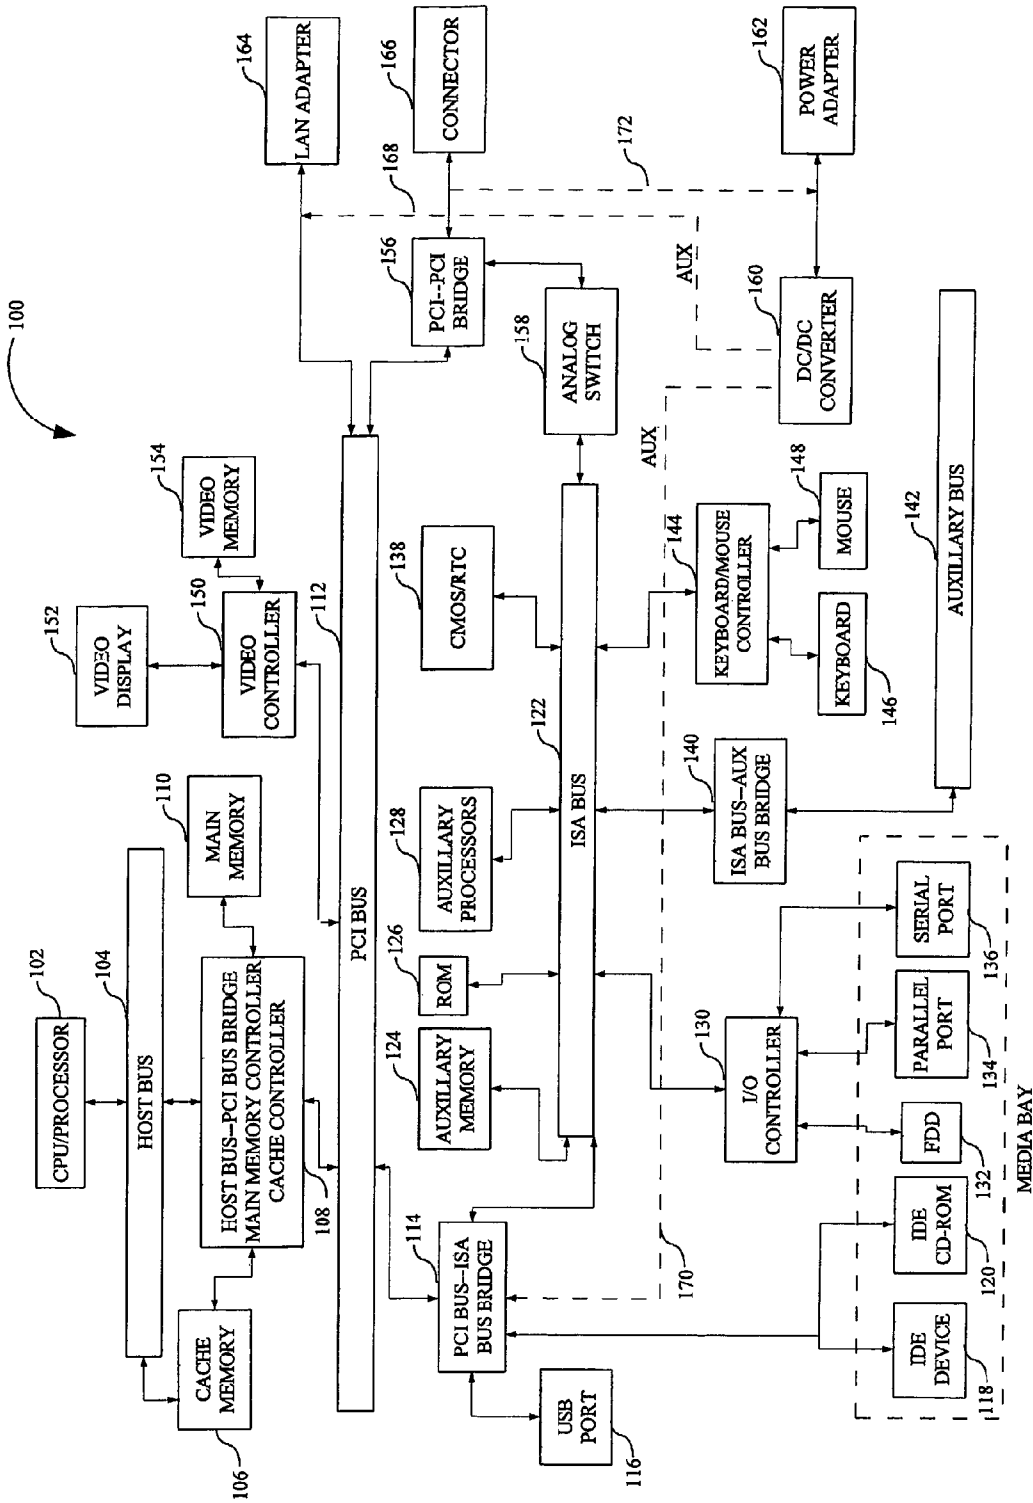 100
102
CPU/PROCESSOR
104
HOST BUS
106
CACHE
MEMORY
HOST BUS--PCI BUS BRIDGE
MAIN MEMORY CONTROLLER
CACHE CONTROLLER
108
110
MAIN
MEMORY
152
VIDEO
DISPLAY
150
VIDEO
CONTROLLER
154
VIDEO
MEMORY
112
PCI BUS
164
LAN ADAPTER
166
CONNECTOR
168
172
156
PCI--PCI
BRIDGE
158
ANALOG
SWITCH
114
PCI BUS--ISA
BUS BRIDGE
USB
PORT
116
124
AUXILLARY
MEMORY
126
ROM
128
AUXILLARY
PROCESSORS
138
CMOS/RTC
122
ISA BUS
170
AUX
AUX
162
POWER
ADAPTER
160
DC/DC
CONVERTER
130
I/O
CONTROLLER
140
ISA BUS--AUX
BUS BRIDGE
144
KEYBOARD/MOUSE
CONTROLLER
KEYBOARD
146
148
MOUSE
142
AUXILLARY BUS
IDE
DEVICE
118
IDE
CD-ROM
120
FDD
132
PARALLEL
PORT
134
SERIAL
PORT
136
MEDIA BAY